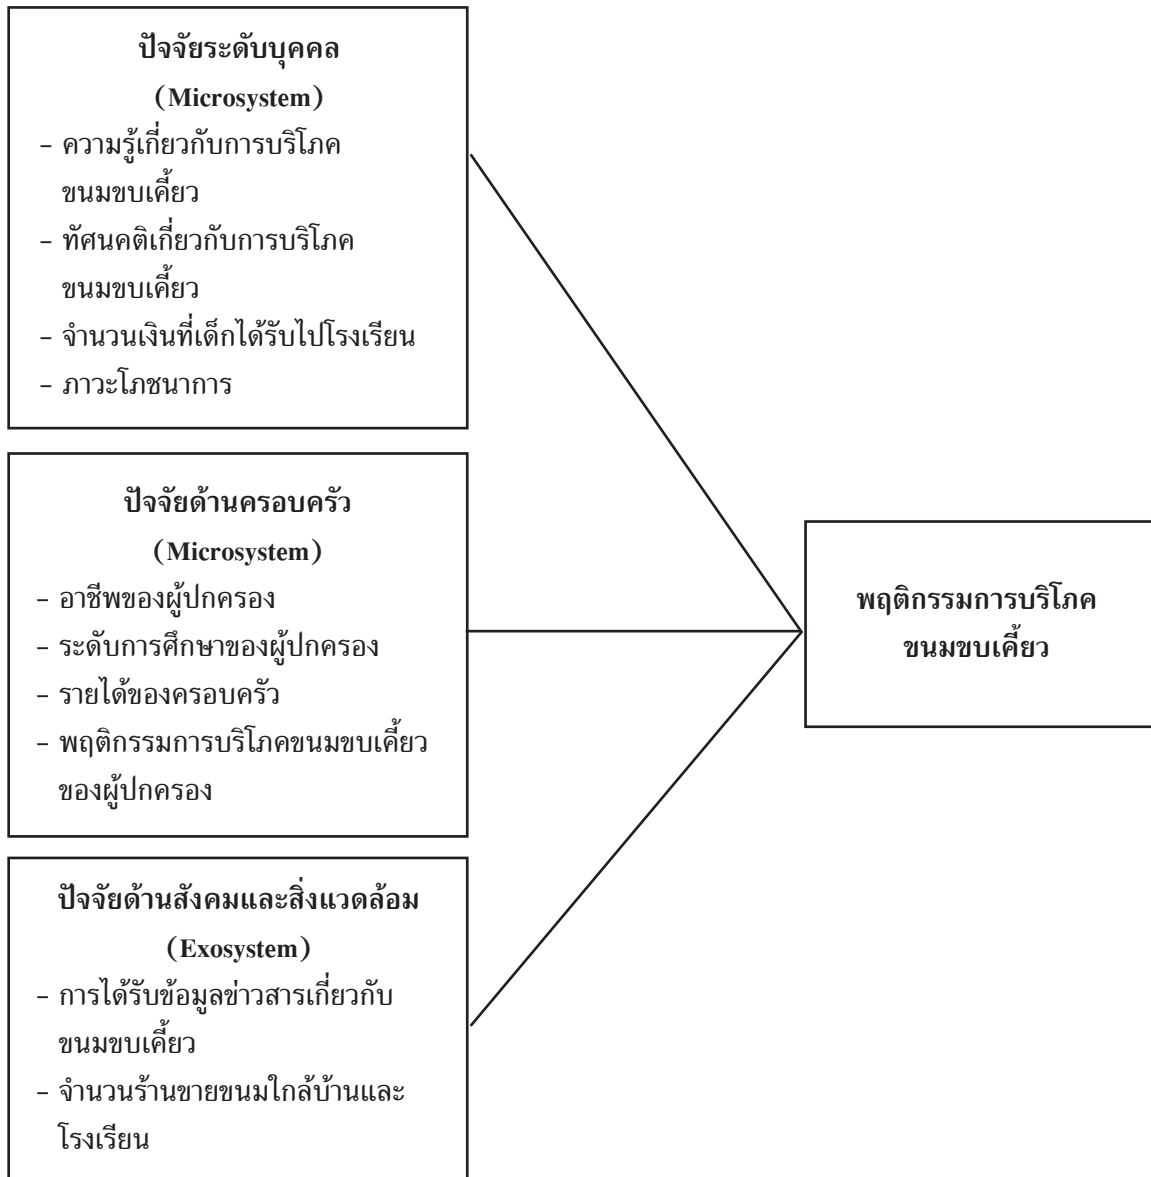 ปัจจัยระดับบุคคล
(Microsystem)
- ความรู้เกี่ยวกับการบริโภค
ขนมขบเคี้ยว
- ทัศนคติเกี่ยวกับการบริโภค
ขนมขบเคี้ยว
- จำนวนเงินที่เด็กได้รับไปโรงเรียน
- ภาวะโภชนาการ
ปัจจัยด้านครอบครัว
(Microsystem)
- อาชีพของผู้ปกครอง
- ระดับการศึกษาของผู้ปกครอง
- รายได้ของครอบครัว
- พฤติกรรมการบริโภคขนมขบเคี้ยว
ของผู้ปกครอง
ปัจจัยด้านสังคมและสิ่งแวดล้อม
(Exosystem)
- การได้รับข้อมูลข่าวสารเกี่ยวกับ
ขนมขบเคี้ยว
- จำนวนร้านขายขนมใกล้บ้านและ
โรงเรียน
พฤติกรรมการบริโภค
ขนมขบเคี้ยว